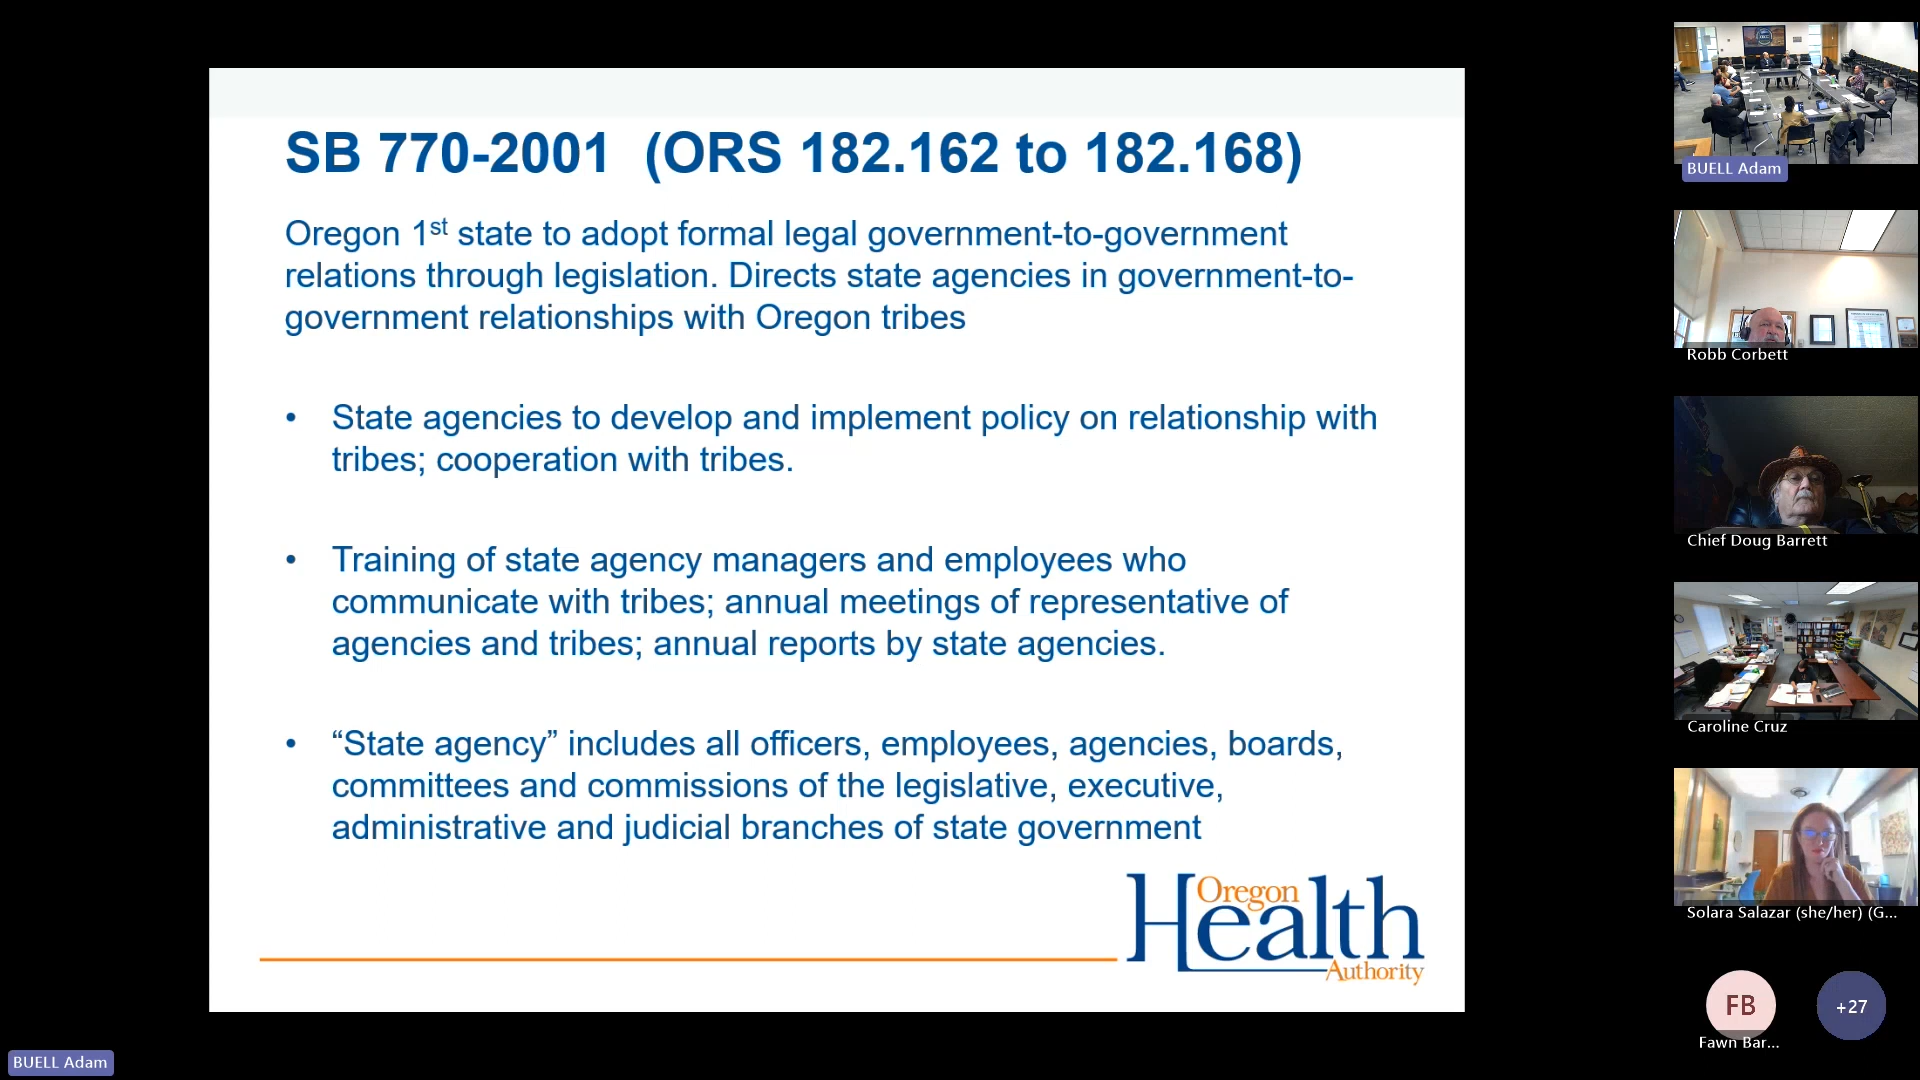 SB 770-2001 (ORS 182.162 to 182.168)
Oregon 1st state to adopt formal legal government-to-government
relations through legislation. Directs state agencies in government-to-
government relationships with Oregon tribes
• State agencies to develop and implement policy on relationship with
tribes; cooperation with tribes.
• Training of state agency managers and employees who
communicate with tribes; annual meetings of representative of
agencies and tribes; annual reports by state agencies.
• “State agency” includes all officers, employees, agencies, boards,
committees and commissions of the legislative, executive,
administrative and judicial branches of state government
Oregon
Health
Authority
BUELL Adam
Robb Corbett
Chief Doug Barrett
Caroline Cruz
Solara Salazar (she/her) (G...
FB
+27
Fawn Bar...
BUELL Adam